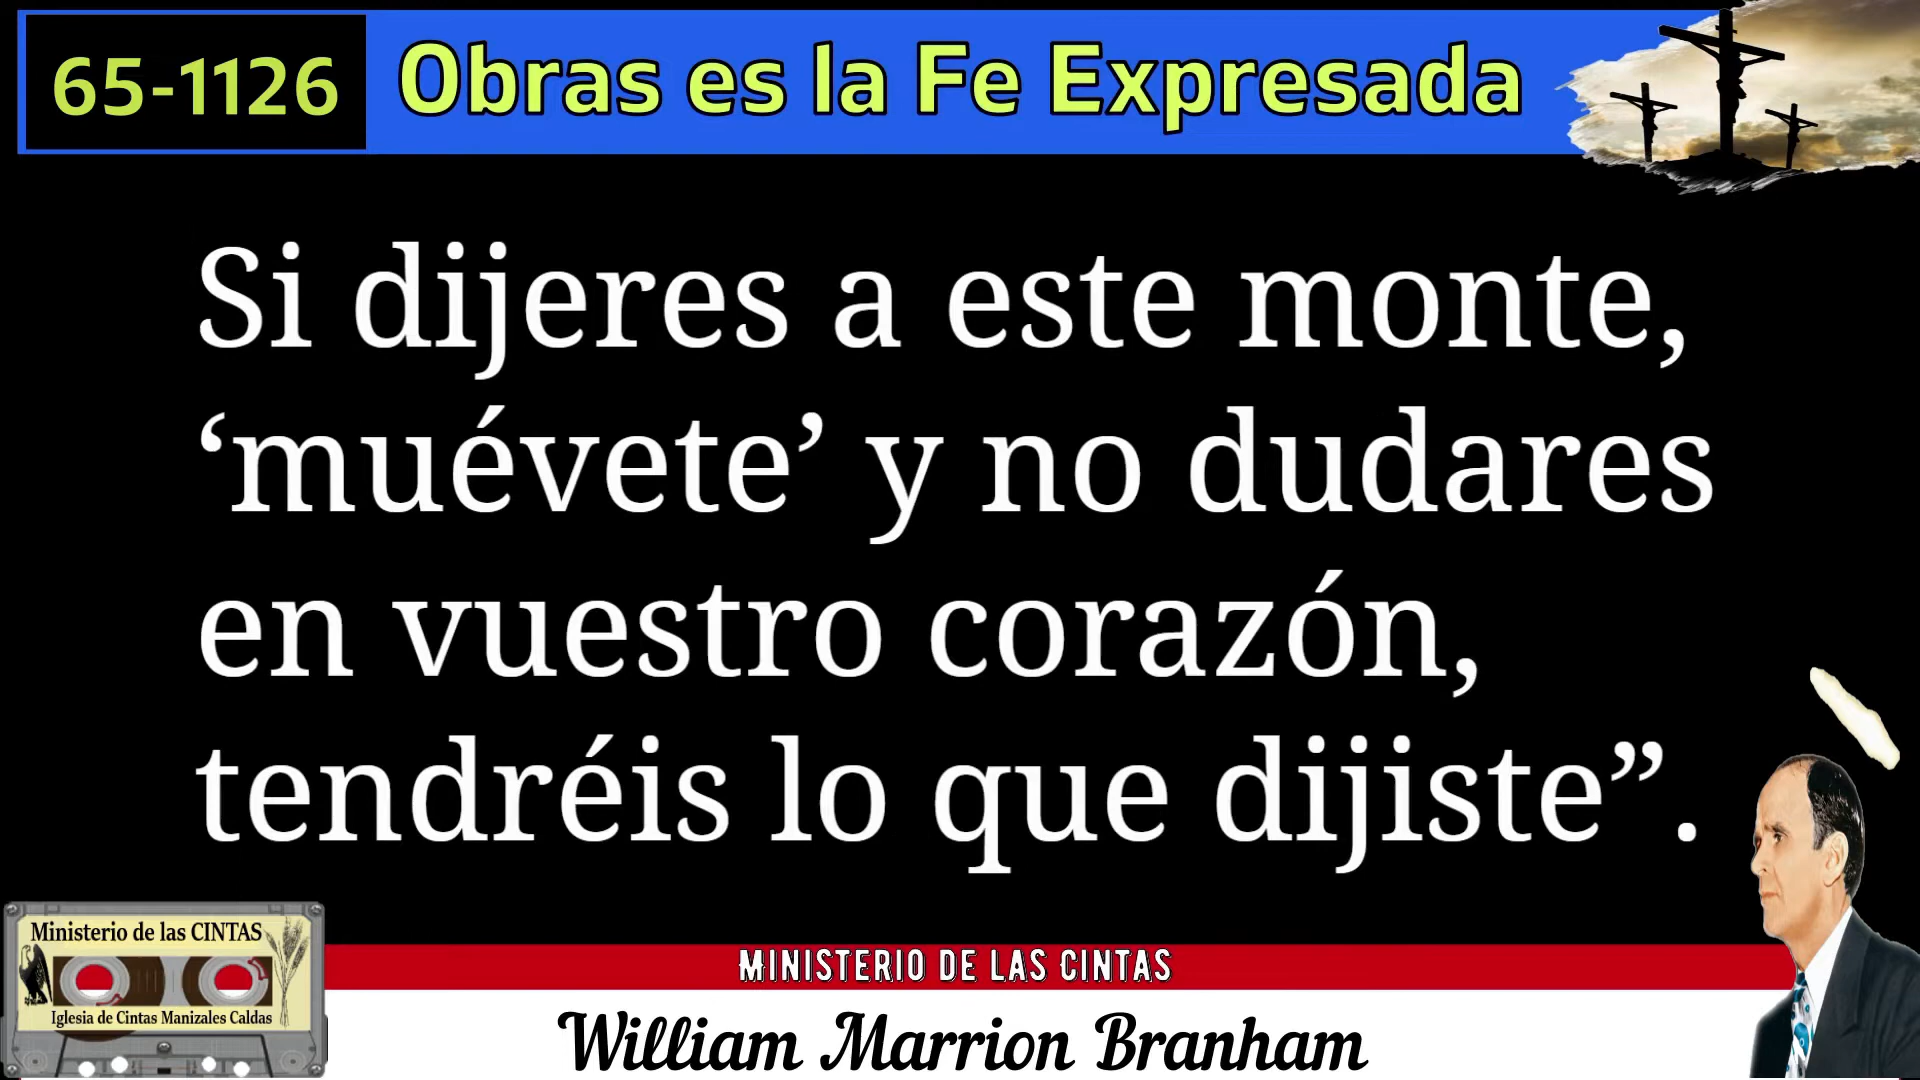 65-1126
Obras es la Fe Expresada
Si dijeres a este monte,
‘muévete’ y no dudares
en vuestro corazón,
tendréis lo que dijiste”.
Ministerio de las CINTAS
Iglesia de Cintas Manizales Caldas
MINISTERIO DE LAS CINTAS
William Marrion Branham